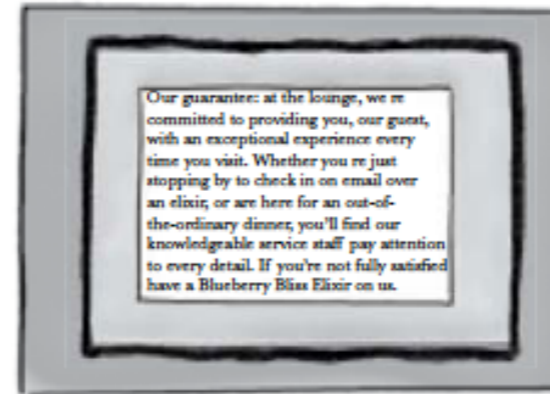 Our guarantee: at the lounge, we re
committed to providing you, our guest,
with an exceptional experience every
time you visit. Whether you re just
stopping by to check in on email over
an elixir, or are here for an out-of-
the-ordinary dinner, you'll find our
knowledgeable service staff pay attention
to every detail. If you're not fully satisfied
have a Blueberry Bliss Elixir on us.